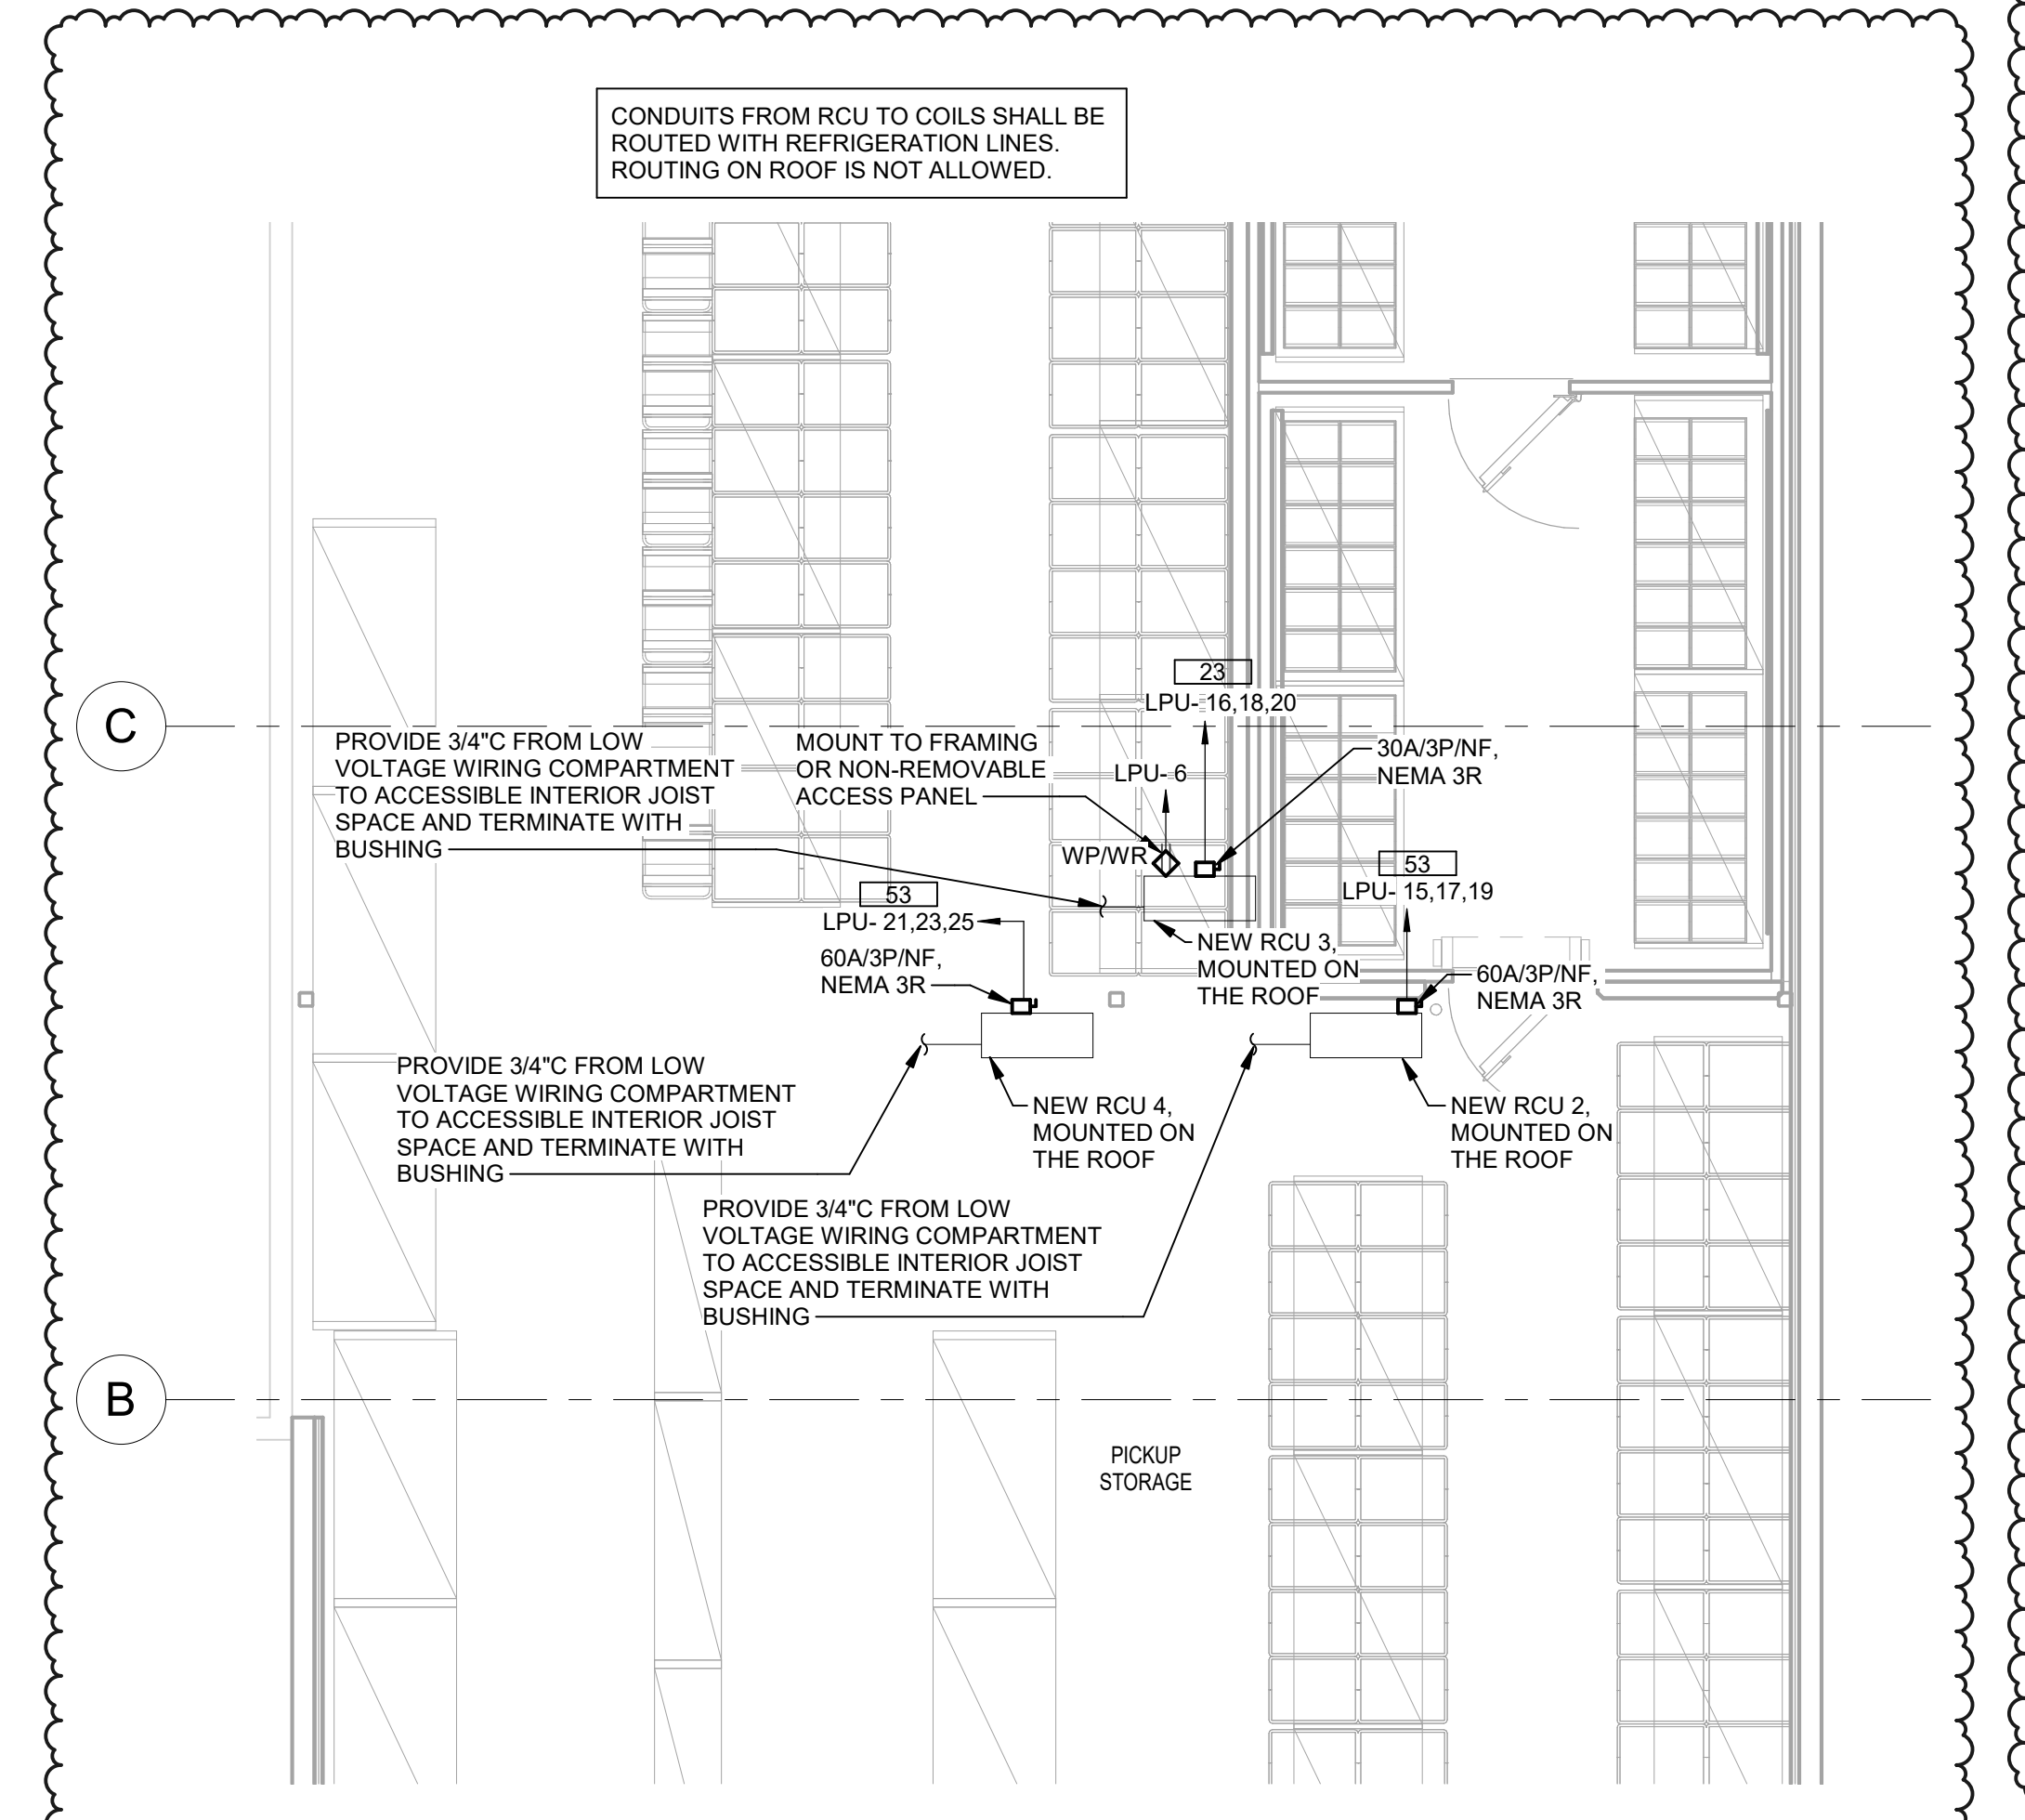 CONDUITS FROM RCU TO COILS SHALL BE
ROUTED WITH REFRIGERATION LINES.
ROUTING ON ROOF IS NOT ALLOWED.
23
LPU- 16,18,20
C
PROVIDE 3/4"C FROM LOW
VOLTAGE WIRING COMPARTMENT
TO ACCESSIBLE INTERIOR JOIST
SPACE AND TERMINATE WITH
BUSHING
MOUNT TO FRAMING
OR NON-REMOVABLE
ACCESS PANEL
LPU- 6
30A/3P/NF,
NEMA 3R
WP/WR
53
LPU- 15,17,19
53
LPU- 21,23,25
60A/3P/NF,
NEMA 3R
NEW RCU 3,
MOUNTED ON
THE ROOF
60A/3P/NF,
NEMA 3R
PROVIDE 3/4"C FROM LOW
VOLTAGE WIRING COMPARTMENT
TO ACCESSIBLE INTERIOR JOIST
SPACE AND TERMINATE WITH
BUSHING
NEW RCU 4,
MOUNTED ON
THE ROOF
NEW RCU 2,
MOUNTED ON
THE ROOF
PROVIDE 3/4"C FROM LOW
VOLTAGE WIRING COMPARTMENT
TO ACCESSIBLE INTERIOR JOIST
SPACE AND TERMINATE WITH
BUSHING
B
PICKUP
STORAGE